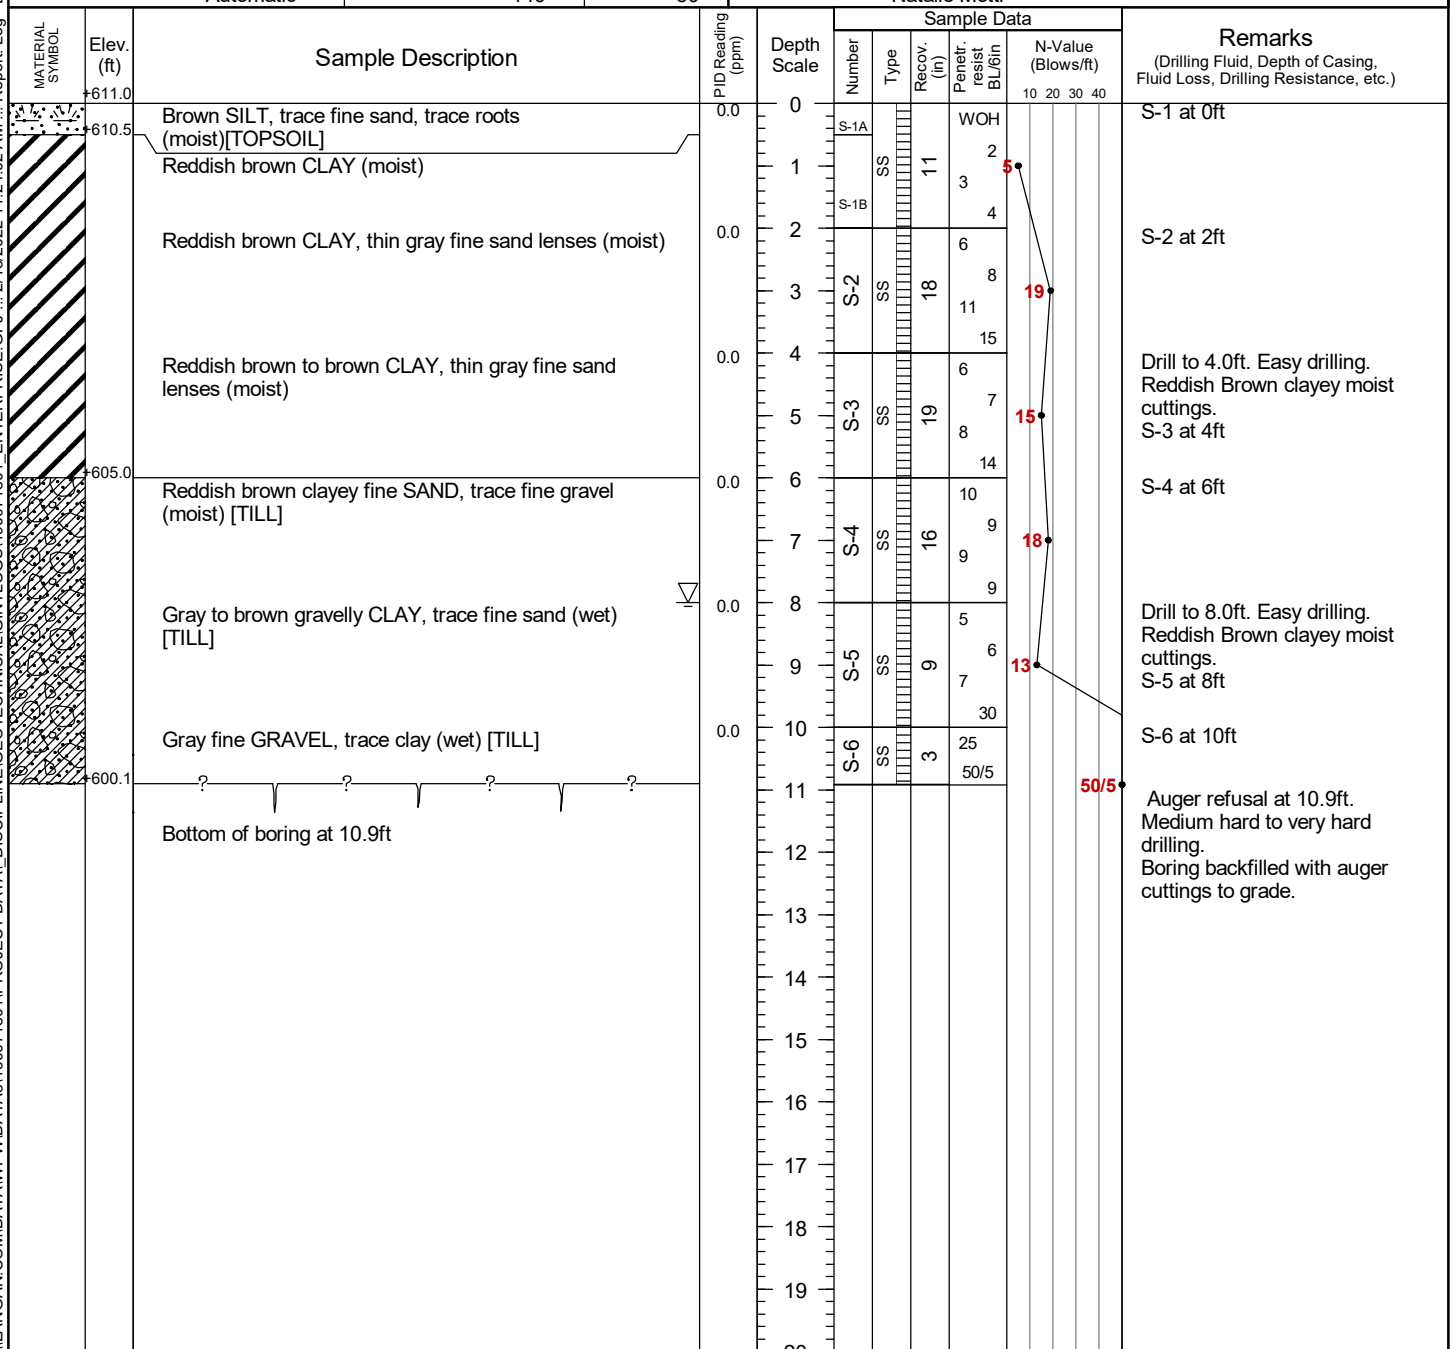 Automatic
MATERIAL SYMBOL
Elev. (ft)
Sample Description
PID Reading (ppm)
Depth Scale
Sample Data
Number
Type
Recov. (in)
Penetr. resist BL/6in
N-Value (Blows/ft)
10 20 30 40
Remarks
(Drilling Fluid, Depth of Casing,
Fluid Loss, Drilling Resistance, etc.)
+611.0
Brown SILT, trace fine sand, trace roots
(moist)[TOPSOIL]
0.0
0
S-1A
WOH
S-1 at 0ft
+610.5
Reddish brown CLAY (moist)
1
SS
11
2
5
3
S-1B
4
Reddish brown CLAY, thin gray fine sand lenses (moist)
0.0
2
6
S-2 at 2ft
8
3
S-2
SS
18
19
11
15
Reddish brown to brown CLAY, thin gray fine sand
lenses (moist)
0.0
4
6
Drill to 4.0ft. Easy drilling.
Reddish Brown clayey moist
cuttings.
S-3 at 4ft
7
5
S-3
SS
19
15
8
14
+605.0
Reddish brown clayey fine SAND, trace fine gravel
(moist) [TILL]
0.0
6
10
S-4 at 6ft
9
7
S-4
SS
16
18
9
9
Gray to brown gravelly CLAY, trace fine sand (wet)
[TILL]
0.0
8
5
Drill to 8.0ft. Easy drilling.
Reddish Brown clayey moist
cuttings.
S-5 at 8ft
6
9
S-5
SS
9
13
7
30
Gray fine GRAVEL, trace clay (wet) [TILL]
0.0
10
S-6
SS
3
25
50/5
S-6 at 10ft
+600.1
? ? ? ?
11
50/5
Auger refusal at 10.9ft.
Medium hard to very hard
drilling.
Boring backfilled with auger
cuttings to grade.
Bottom of boring at 10.9ft
12
13
14
15
16
17
18
19